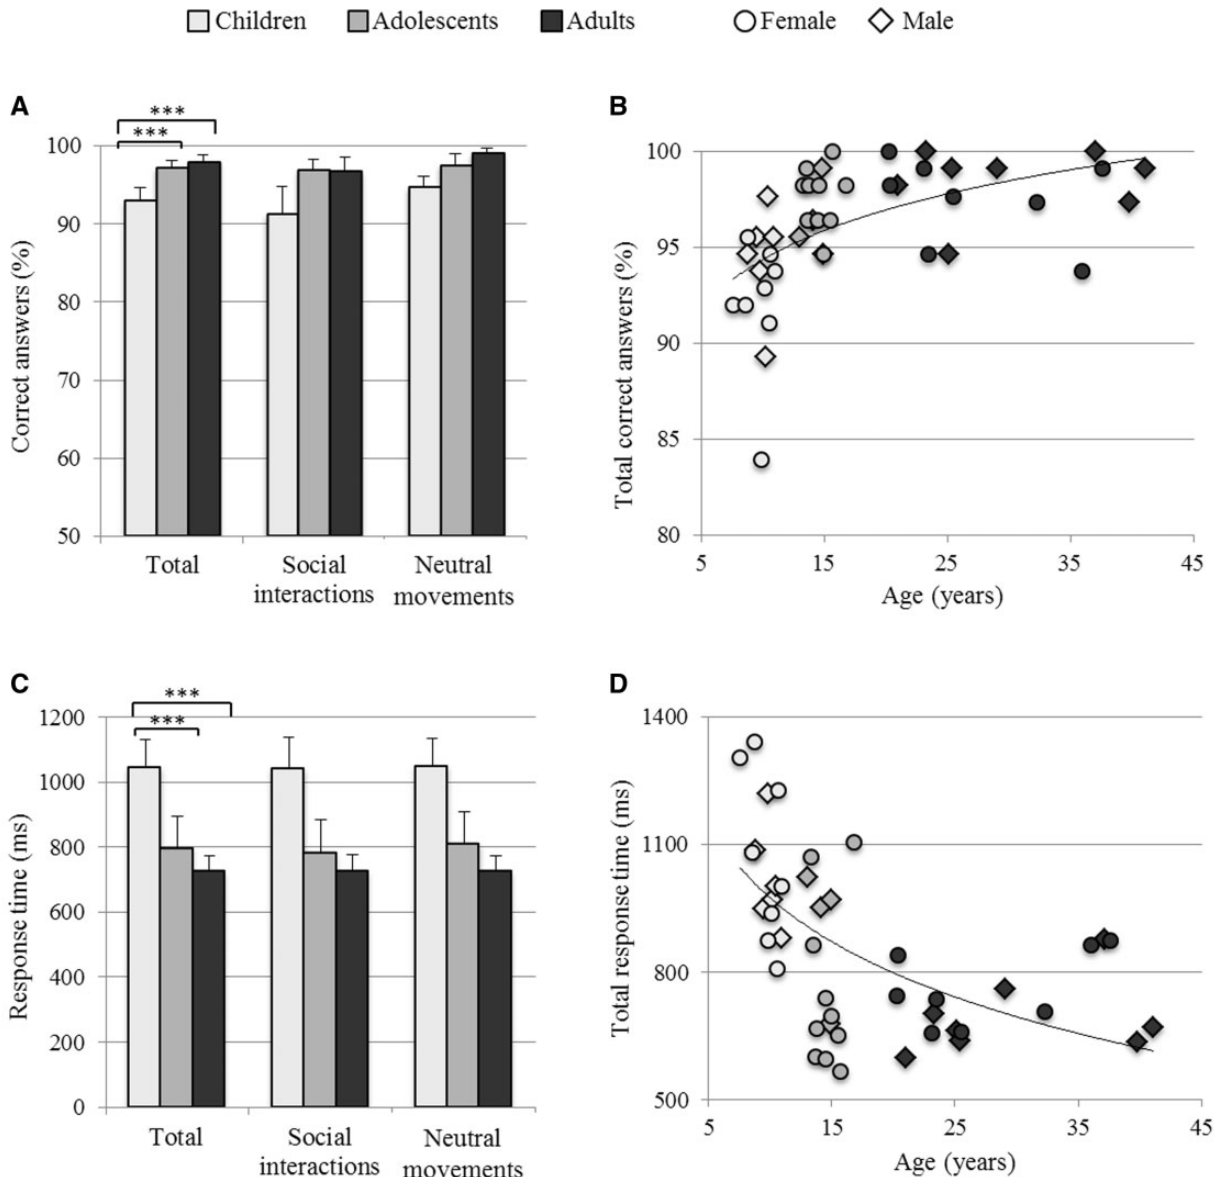 Children Adolescents Adults Female Male
A
*** 
***
Correct answers (%)
100
90
80
70
60
50
Total Social interactions Neutral movements
B
Total correct answers (%)
100
95
90
85
80
5 15 25 35 45
Age (years)
C
***
***
Response time (ms)
1200
1000
800
600
400
200
0
Total Social interactions Neutral movements
D
Total response time (ms)
1400
1100
800
500
5 15 25 35 45
Age (years)